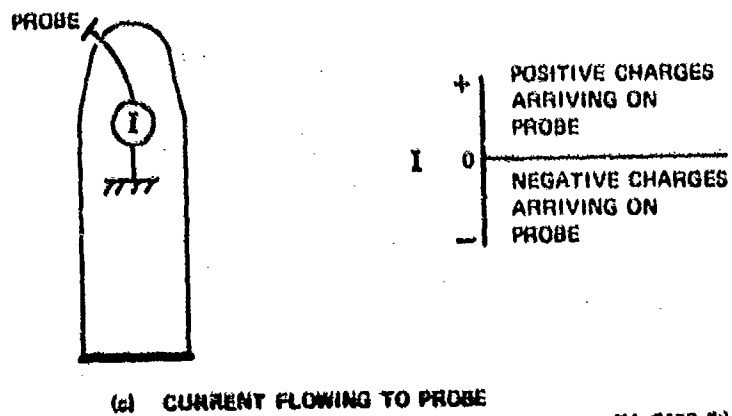 PROBE
I
+
POSITIVE CHARGES
ARRIVING ON
PROBE
I 0
NEGATIVE CHARGES
ARRIVING ON
PROBE
−
(c) CURRENT FLOWING TO PROBE